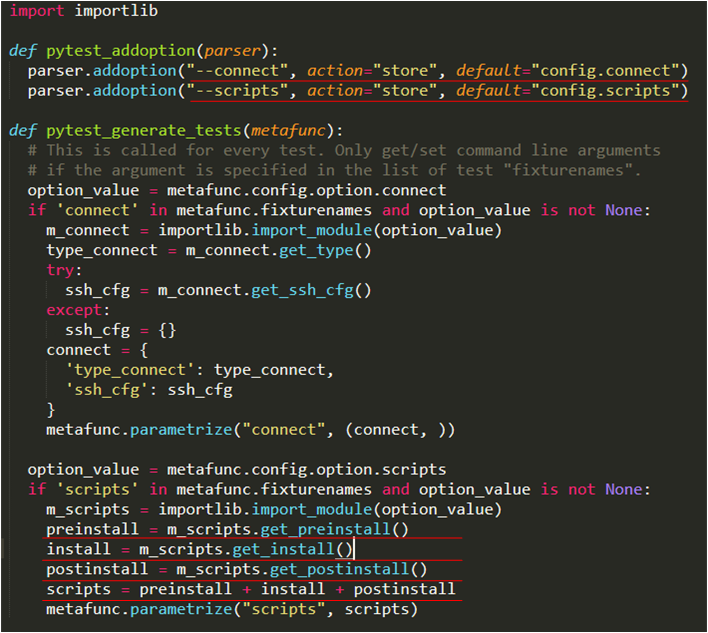 import importlib
def pytest_addoption(parser):
  parser.addoption("--connect", action="store", default="config.connect")
  parser.addoption("--scripts", action="store", default="config.scripts")
def pytest_generate_tests(metafunc):
  # This is called for every test. Only get/set command line arguments
  # if the argument is specified in the list of test "fixturenames".
  option_value = metafunc.config.option.connect
  if 'connect' in metafunc.fixturenames and option_value is not None:
    m_connect = importlib.import_module(option_value)
    type_connect = m_connect.get_type()
    try:
      ssh_cfg = m_connect.get_ssh_cfg()
    except:
      ssh_cfg = {}
    connect = {
      'type_connect': type_connect,
      'ssh_cfg': ssh_cfg
    }
    metafunc.parametrize("connect", (connect, ))
  option_value = metafunc.config.option.scripts
  if 'scripts' in metafunc.fixturenames and option_value is not None:
    m_scripts = importlib.import_module(option_value)
    preinstall = m_scripts.get_preinstall()
    install = m_scripts.get_install()
    postinstall = m_scripts.get_postinstall()
    scripts = preinstall + install + postinstall
    metafunc.parametrize("scripts", scripts)